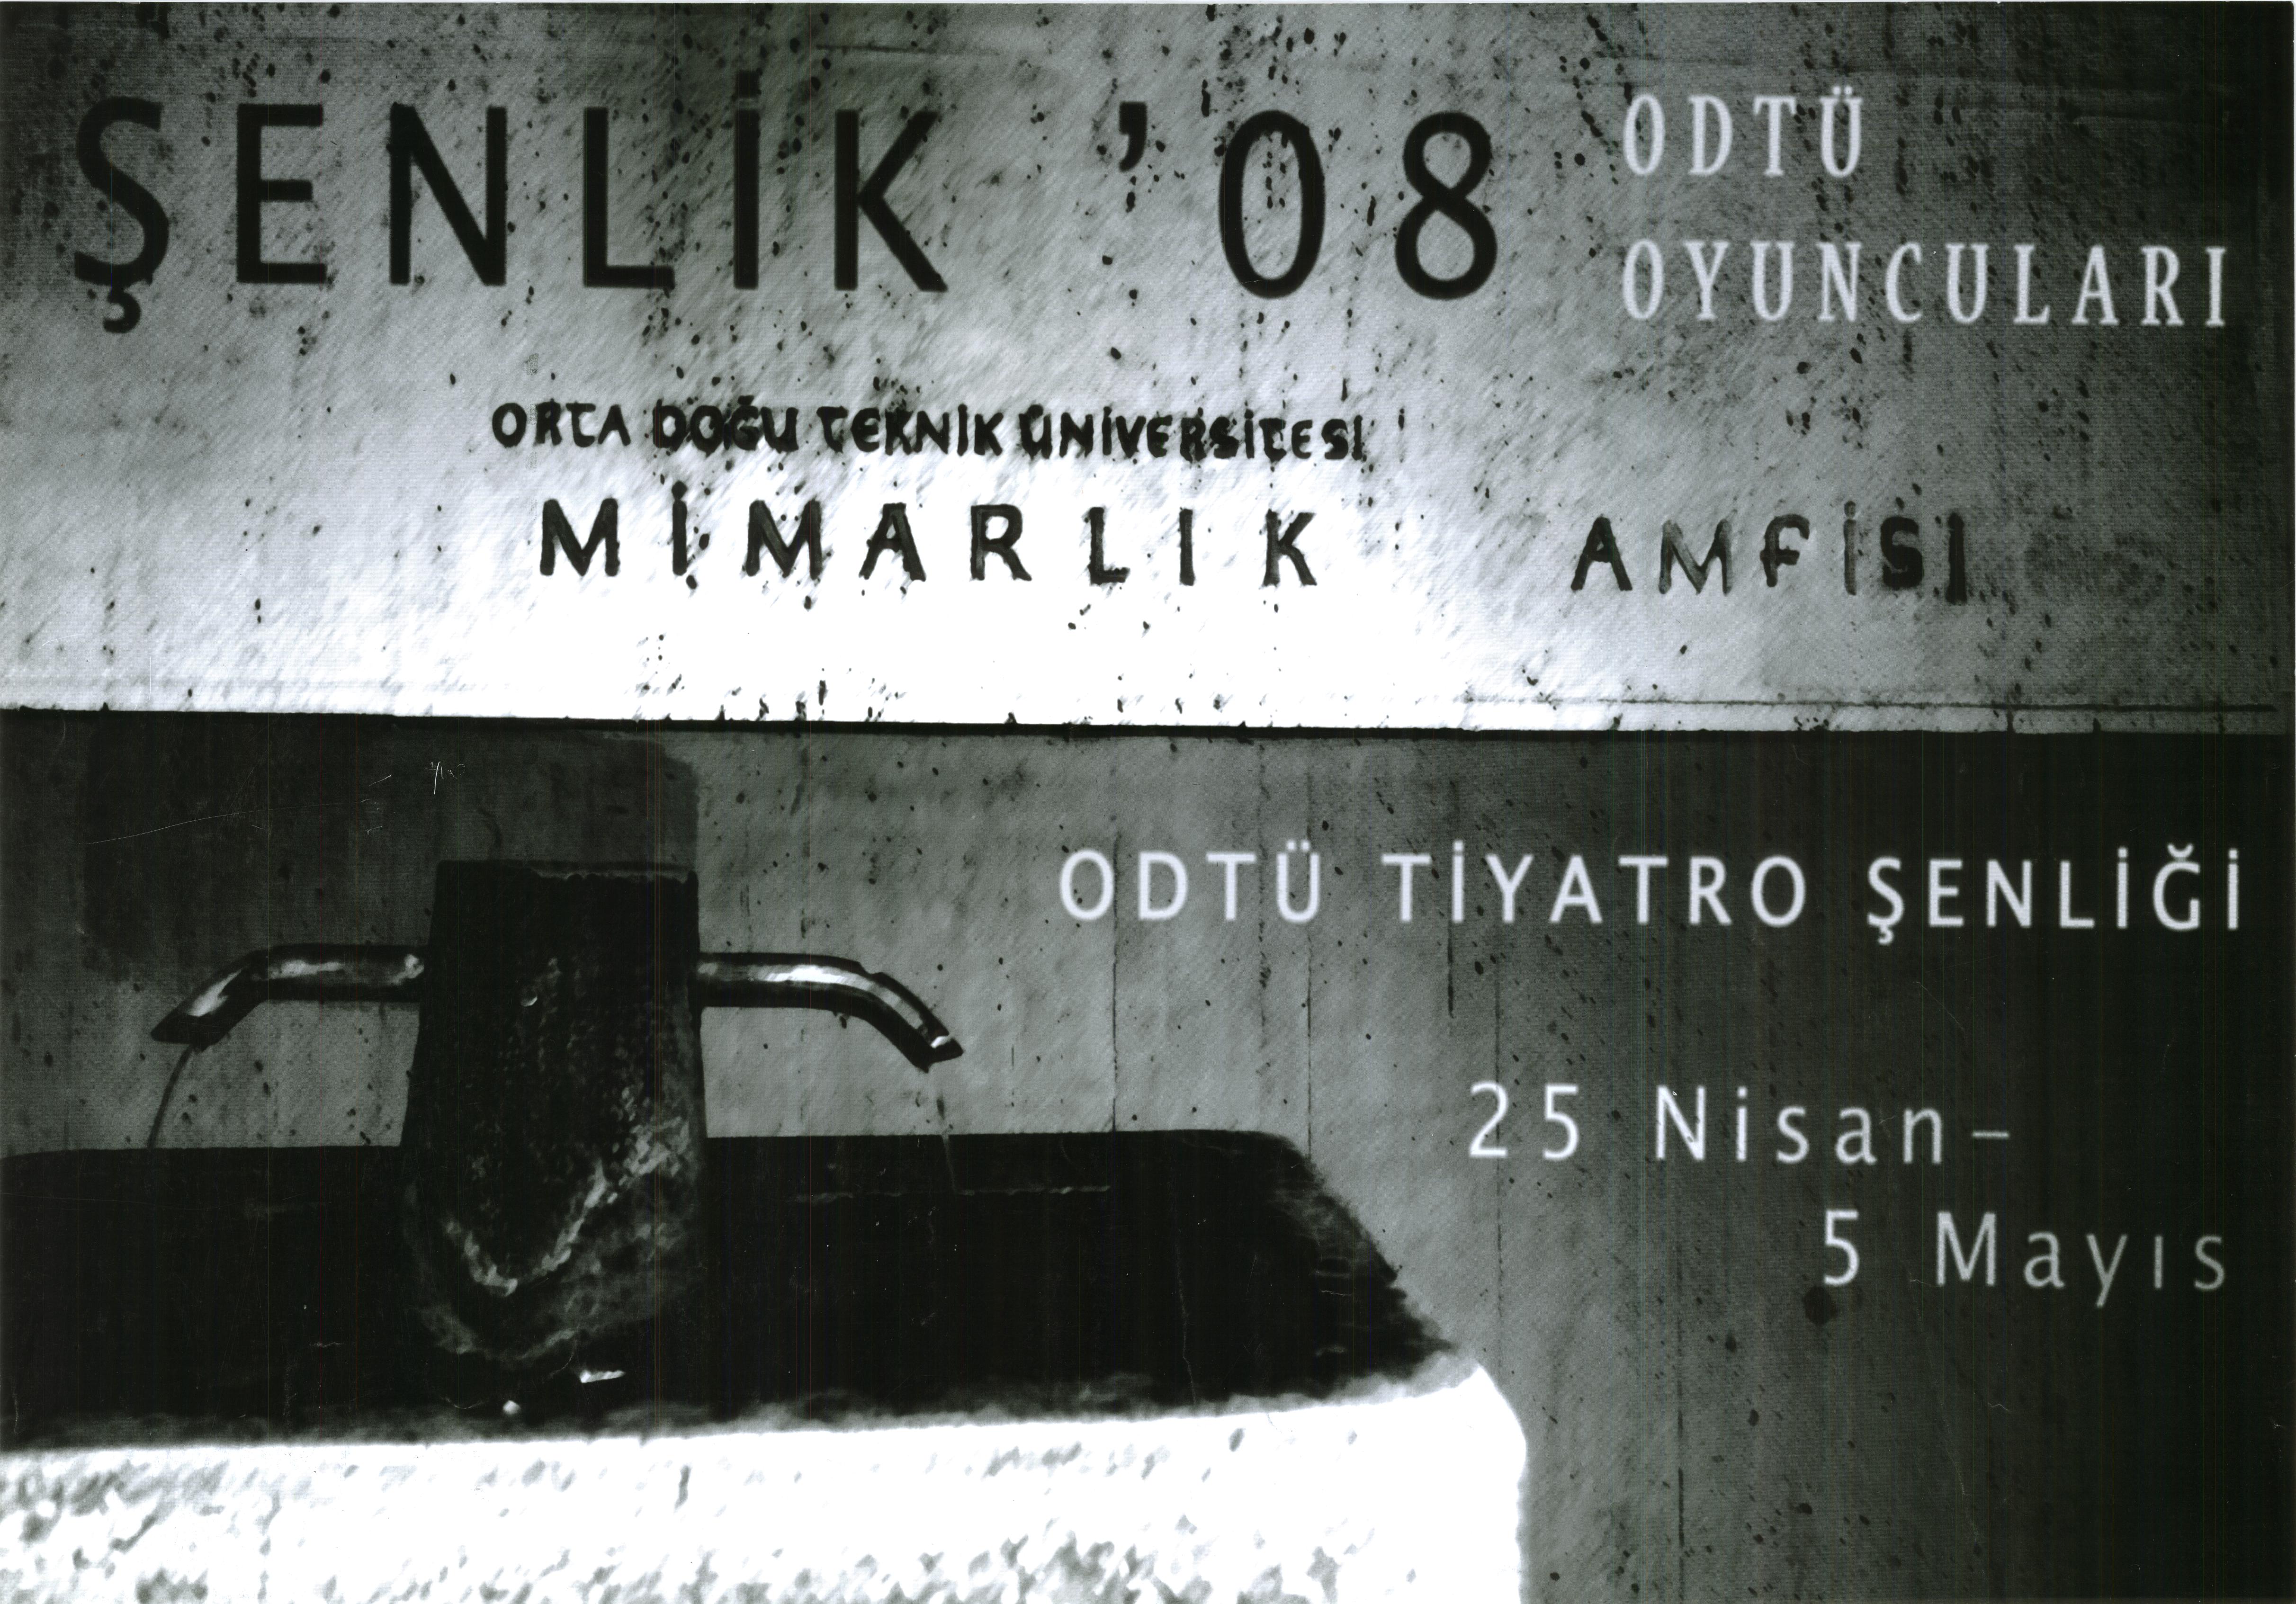 ŞENLİK '08
ODTÜ
OYUNCULARI
ORTA DOĞU TEKNİK ÜNİVERSİTESİ
MİMARLIK AMFİSİ
ODTÜ TİYATRO ŞENLİĞİ
25 Nisan–
5 Mayıs